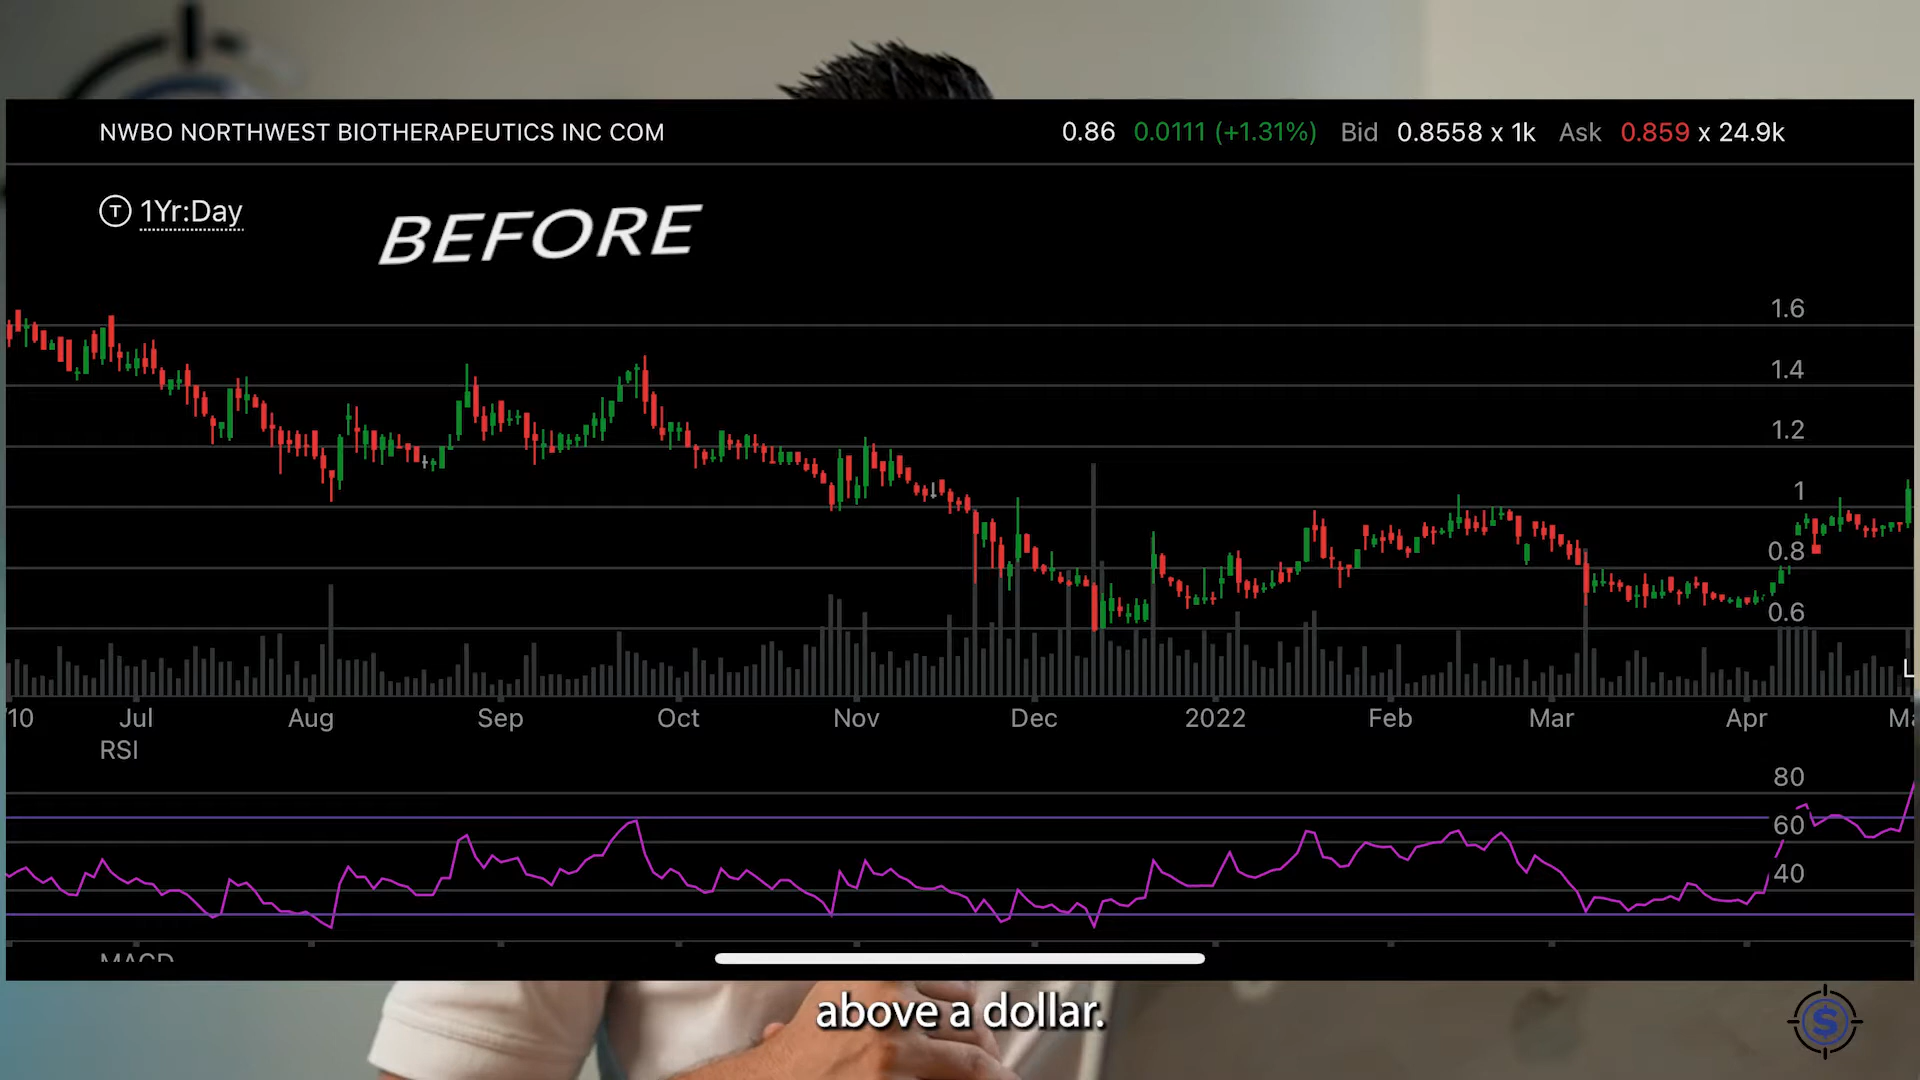 NWBO NORTHWEST BIOTHERAPEUTICS INC COM
0.86 0.0111 (+1.31%) Bid 0.8558 x 1k Ask 0.859 x 24.9k
T 1Yr:Day
BEFORE
1.6
1.4
1.2
1
0.8
0.6
L
'10 Jul Aug Sep Oct Nov Dec 2022 Feb Mar Apr Ma
RSI
80
60
40
MACD
above a dollar.
$